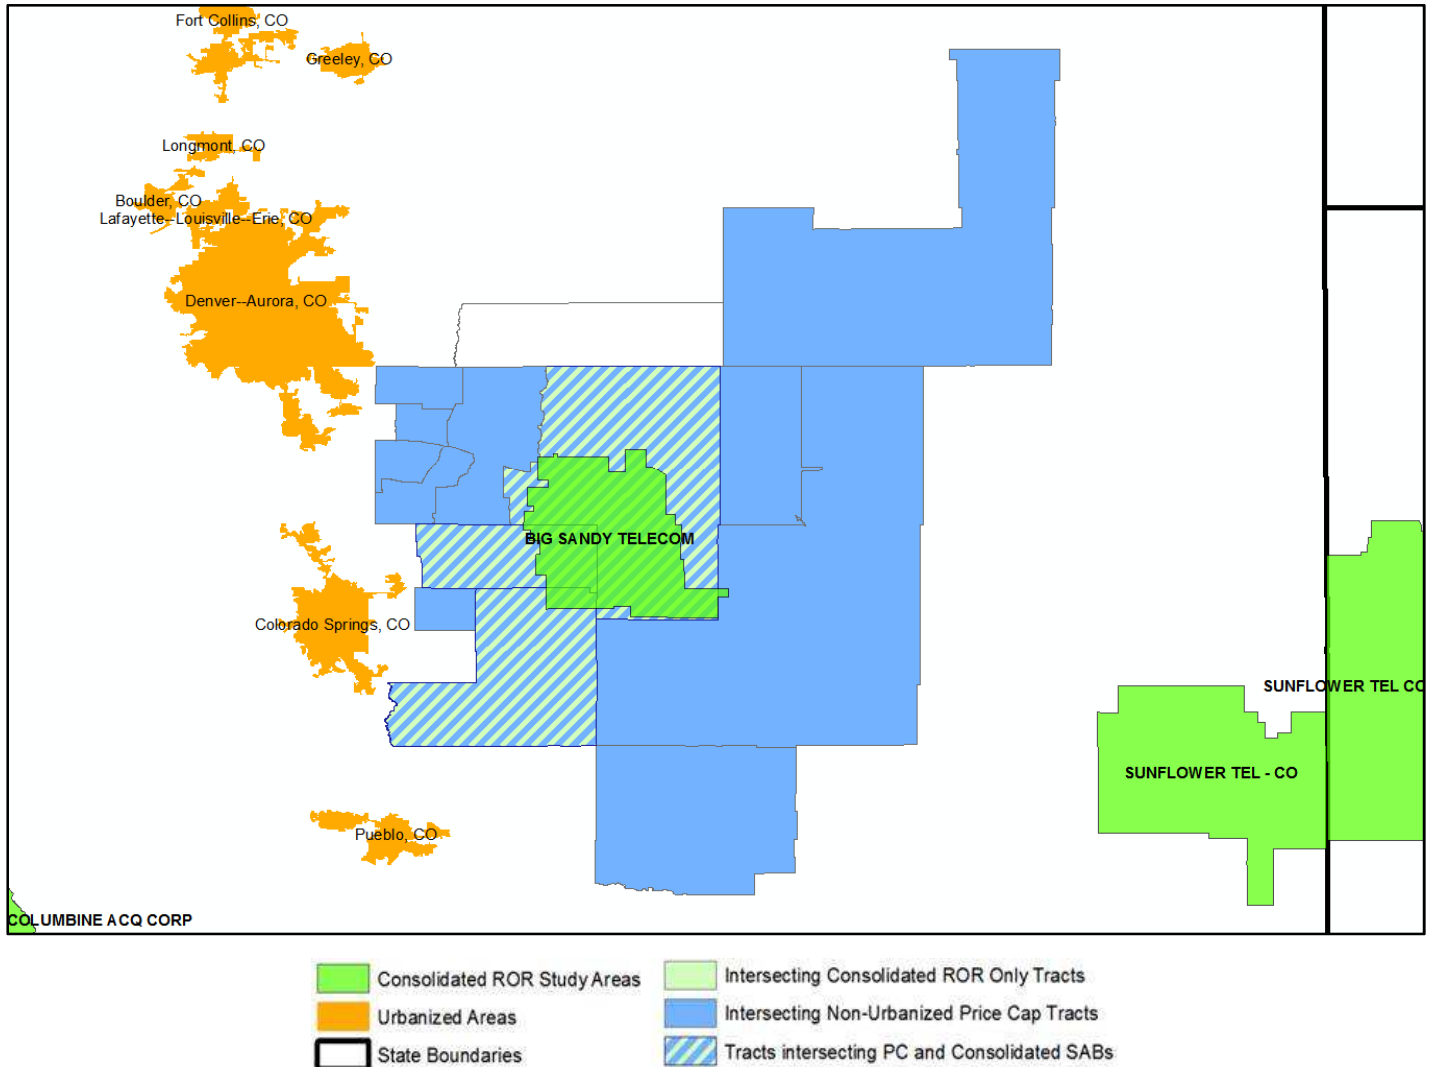 Fort Collins, CO
Greeley, CO
Longmont, CO
Boulder, CO
Lafayette--Louisville--Erie, CO
Denver--Aurora, CO
BIG SANDY TELECOM
Colorado Springs, CO
SUNFLOWER TEL CO
SUNFLOWER TEL - CO
Pueblo, CO
COLUMBINE ACQ CORP
Consolidated ROR Study Areas
Urbanized Areas
State Boundaries
Intersecting Consolidated ROR Only Tracts
Intersecting Non-Urbanized Price Cap Tracts
Tracts intersecting PC and Consolidated SABs